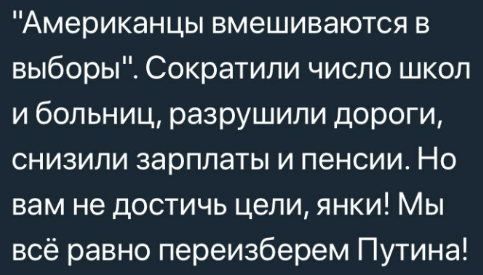 "Американцы вмешиваются в
выборы". Сократили число школ
и больниц, разрушили дороги,
снизили зарплаты и пенсии. Но
вам не достичь цели, янки! Мы
всё равно переизберем Путина!